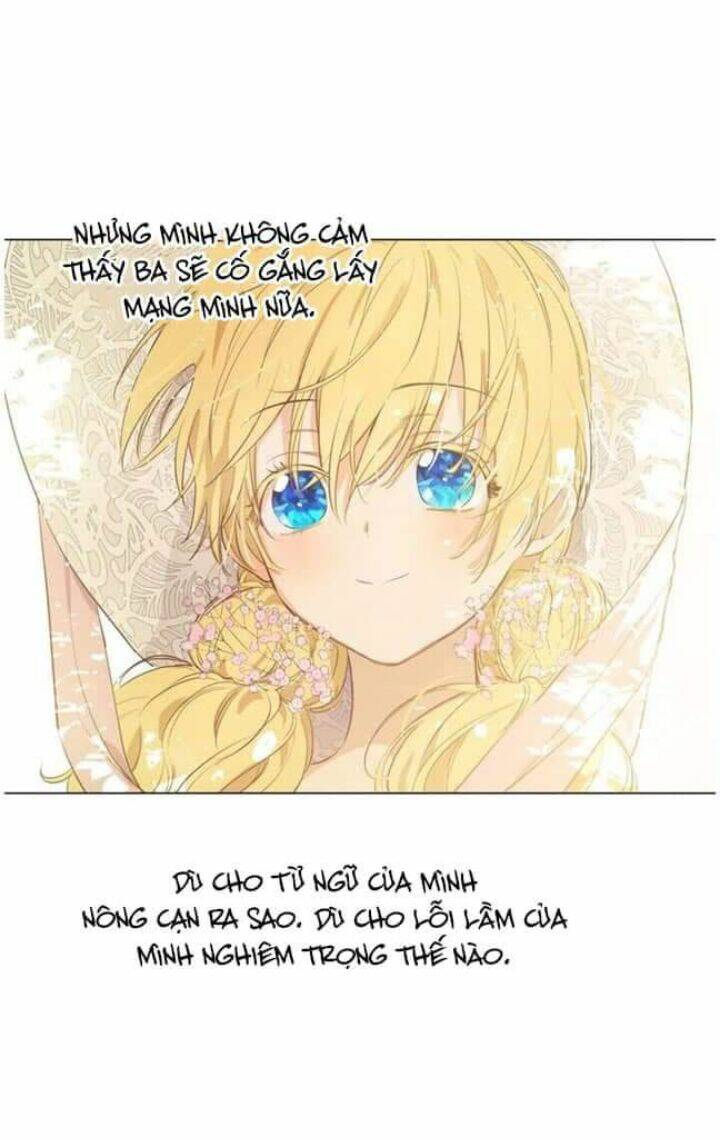 NHƯNG MÌNH KHÔNG CẢM
THẤY BA SẼ CỐ GẮNG LẤY
MẠNG MÌNH NỮA.
DÙ CHO TỪ NGỮ CỦA MÌNH
NÔNG CẠN RA SAO. DÙ CHO LỖI LẦM CỦA
MÌNH NGHIÊM TRỌNG THẾ NÀO.